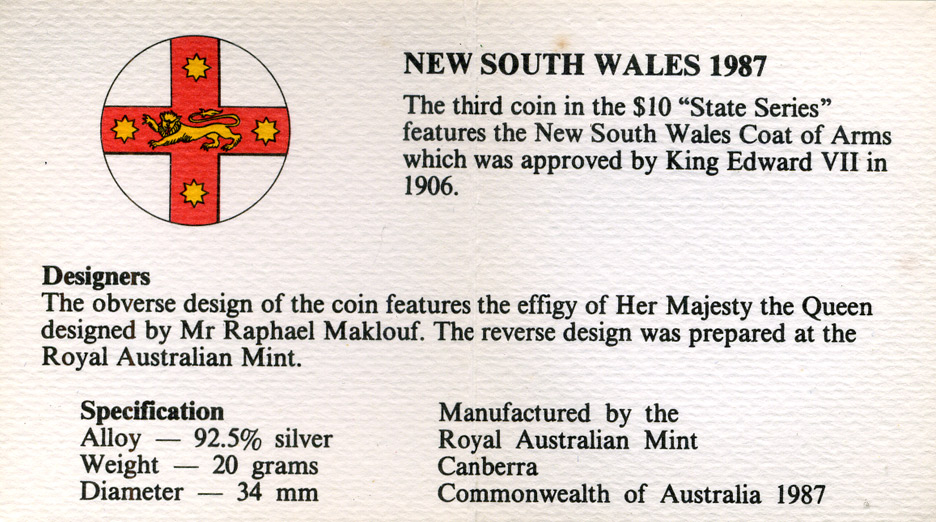 NEW SOUTH WALES 1987
The third coin in the $10 “State Series”
features the New South Wales Coat of Arms
which was approved by King Edward VII in
1906.
Designers
The obverse design of the coin features the effigy of Her Majesty the Queen
designed by Mr Raphael Maklouf. The reverse design was prepared at the
Royal Australian Mint.
Specification
Alloy — 92.5% silver
Weight — 20 grams
Diameter — 34 mm
Manufactured by the
Royal Australian Mint
Canberra
Commonwealth of Australia 1987